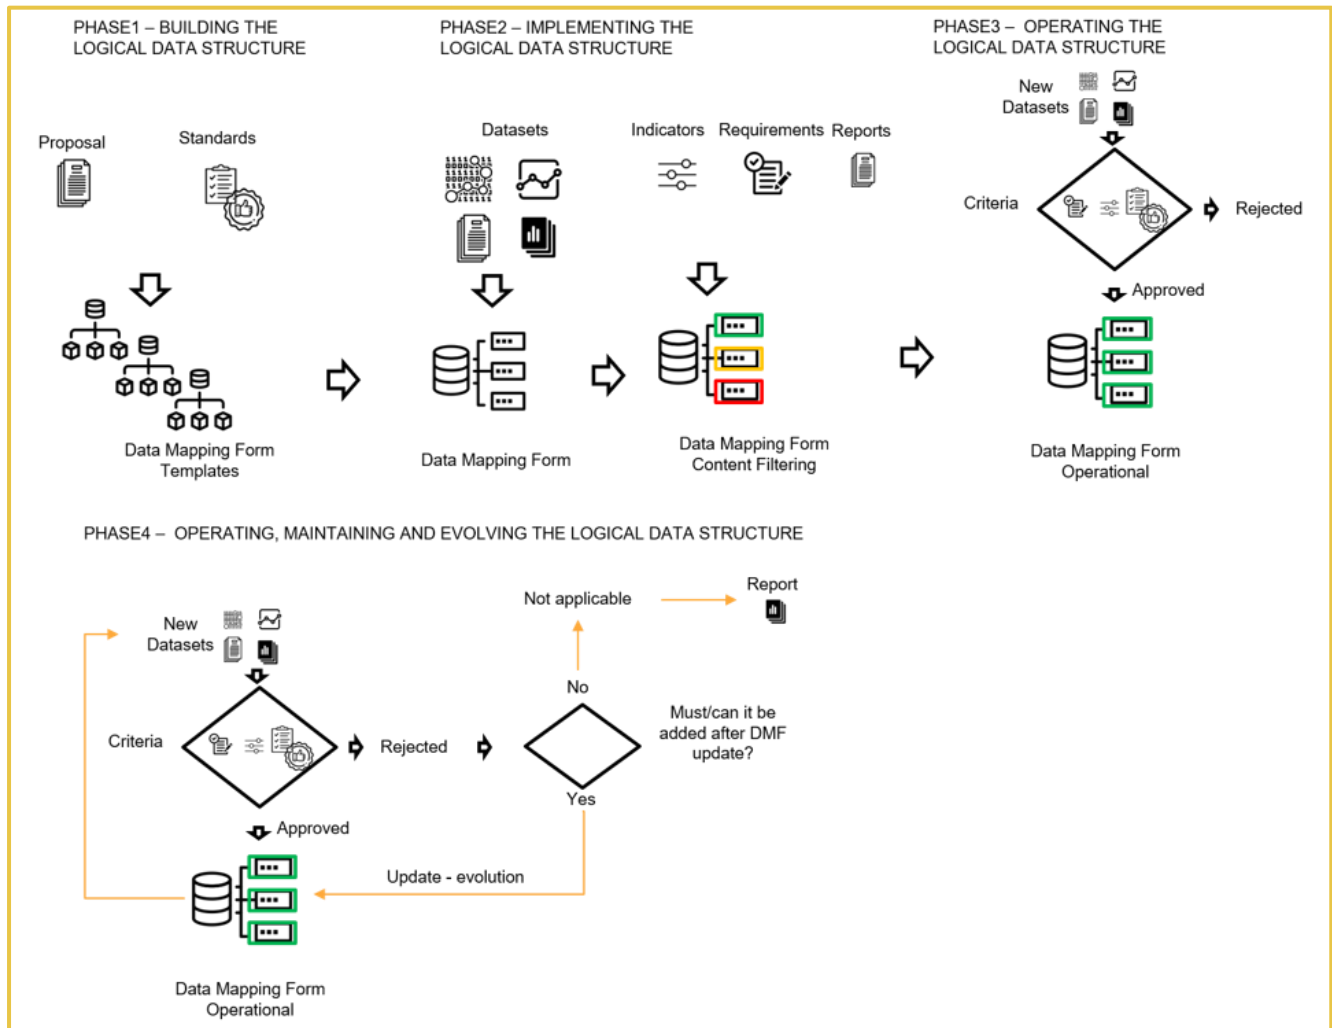 PHASE1 – BUILDING THE
LOGICAL DATA STRUCTURE
Proposal
Standards
Data Mapping Form
Templates
PHASE2 – IMPLEMENTING THE
LOGICAL DATA STRUCTURE
Datasets
Indicators
Requirements
Reports
Data Mapping Form
Data Mapping Form
Content Filtering
PHASE3 – OPERATING THE
LOGICAL DATA STRUCTURE
New
Datasets
Criteria
Rejected
Approved
Data Mapping Form
Operational
PHASE4 – OPERATING, MAINTAINING AND EVOLVING THE LOGICAL DATA STRUCTURE
New
Datasets
Criteria
Rejected
Approved
Not applicable
Report
No
Must/can it be
added after DMF
update?
Yes
Update - evolution
Data Mapping Form
Operational